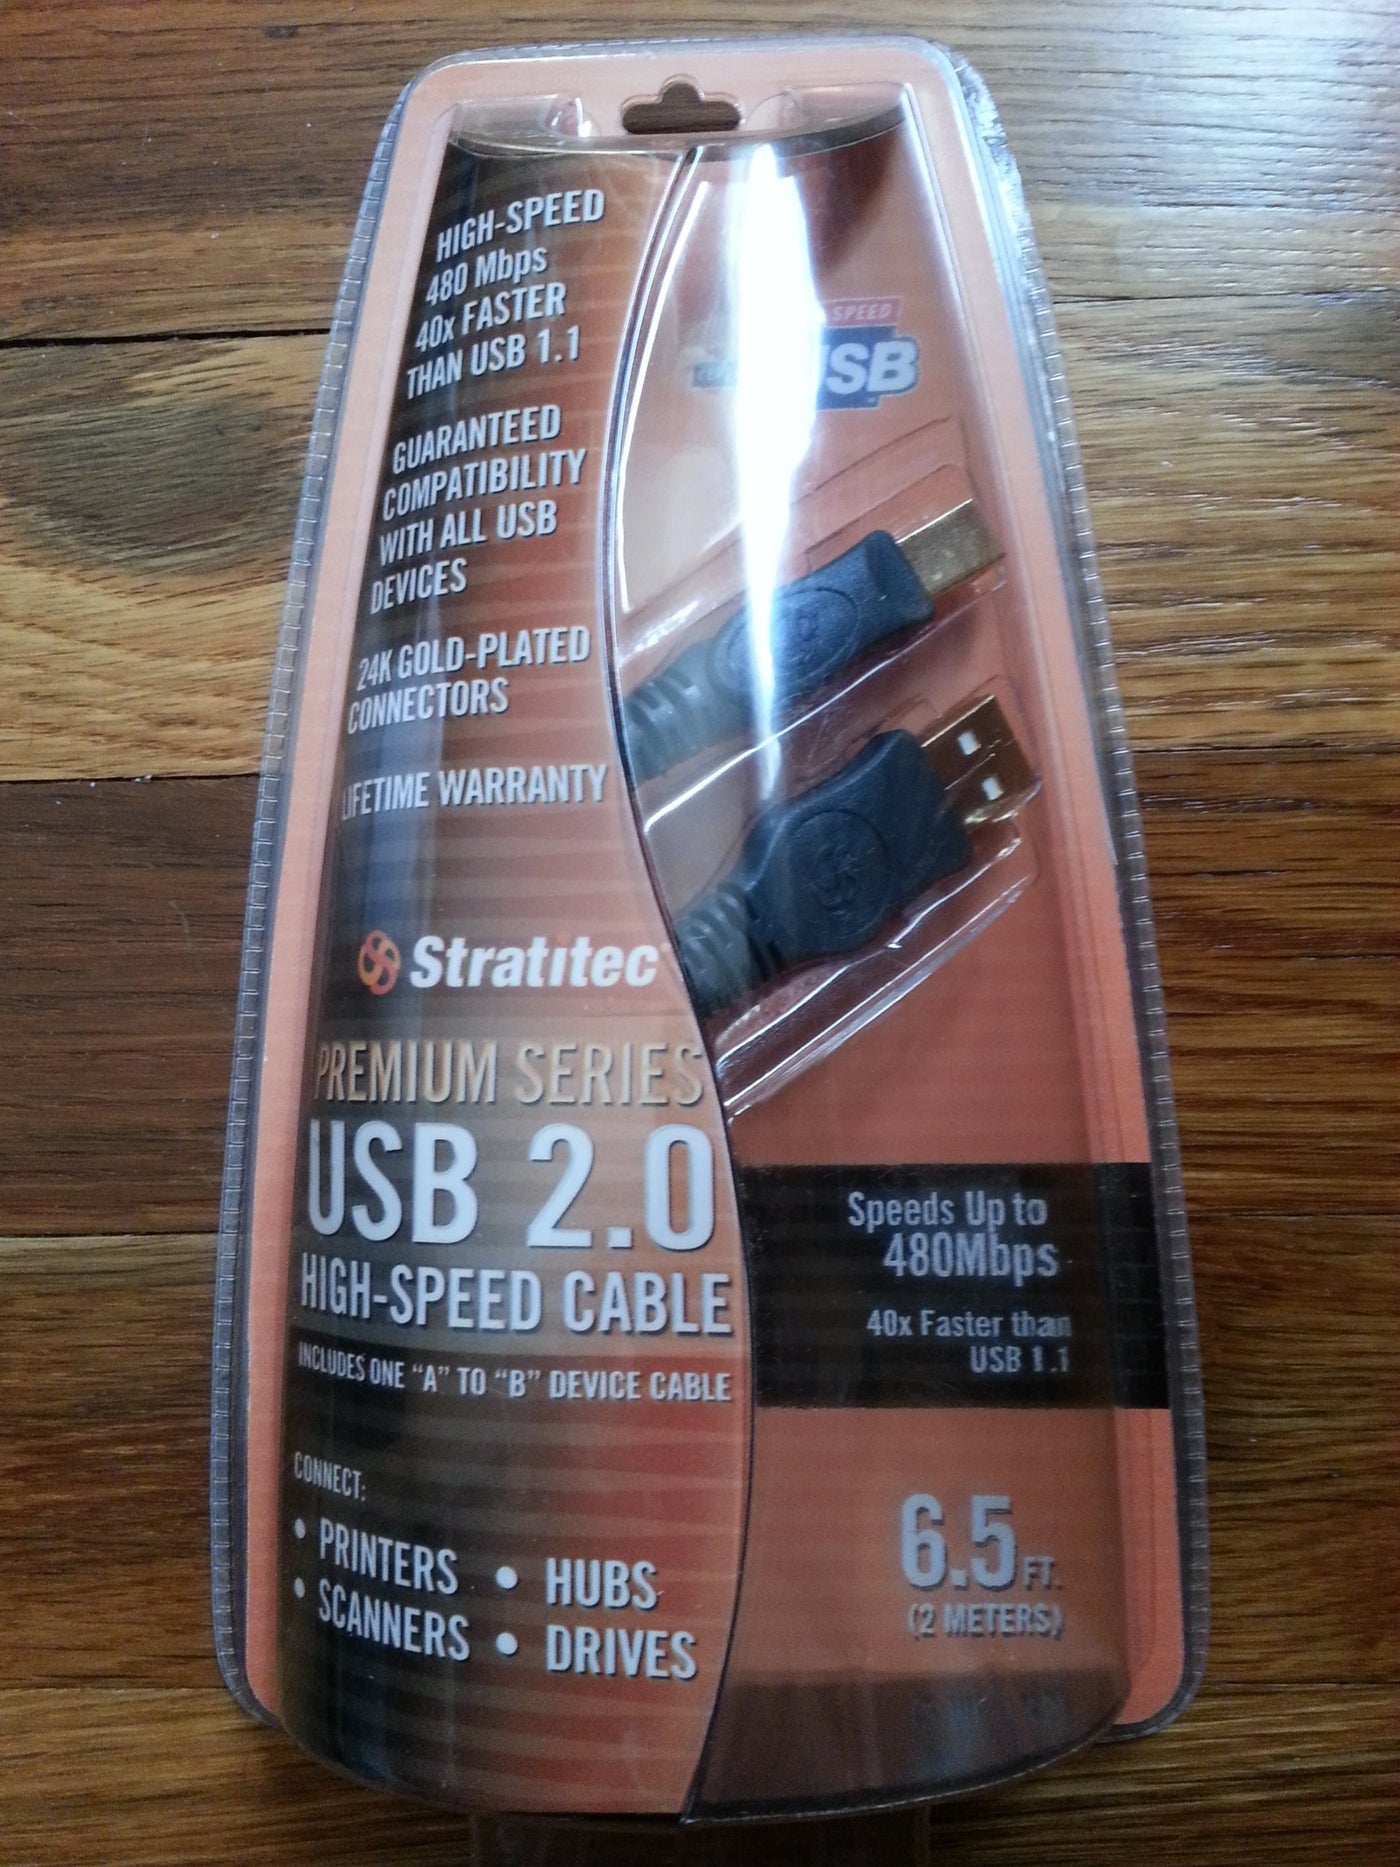 HIGH-SPEED
480 Mbps
40x FASTER
THAN USB 1.1
GUARANTEED
COMPATIBILITY
WITH ALL USB
DEVICES
24K GOLD-PLATED
CONNECTORS
LIFETIME WARRANTY
SPEED
USB
Stratitec
PREMIUM SERIES
USB 2.0
HIGH-SPEED CABLE
INCLUDES ONE “A” TO “B” DEVICE CABLE
CONNECT:
• PRINTERS • HUBS
• SCANNERS • DRIVES
Speeds Up to
480Mbps
40x Faster than
USB 1.1
6.5 FT.
(2 METERS)